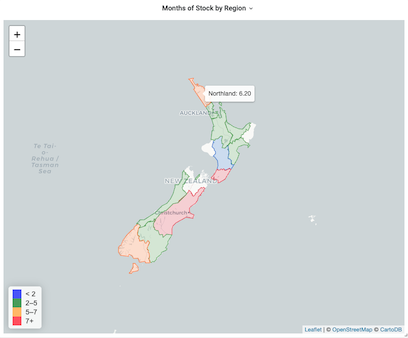 Months of Stock by Region
+
−
Northland: 6.20
AUCKLAND
Te Tai-
o-
Rehua /
Tasman
Sea
NEW ZEALAND
Christchurch
< 2
2–5
5–7
7+
Leaflet | © OpenStreetMap © CartoDB